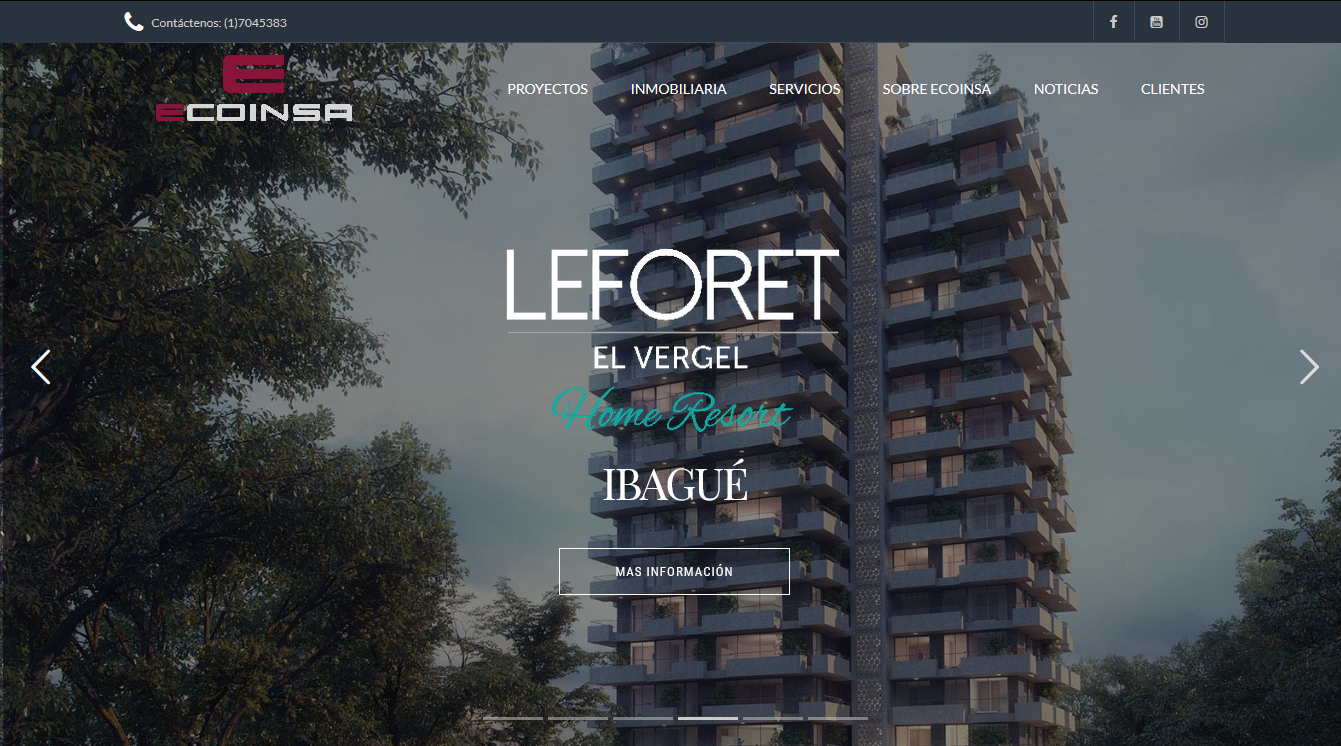 Contáctenos: (1)7045383
ECOINSA
PROYECTOS INMOBILIARIA SERVICIOS SOBRE ECOINSA NOTICIAS CLIENTES
LEFORET
EL VERGEL
Home Resort
IBAGUÉ
MAS INFORMACIÓN